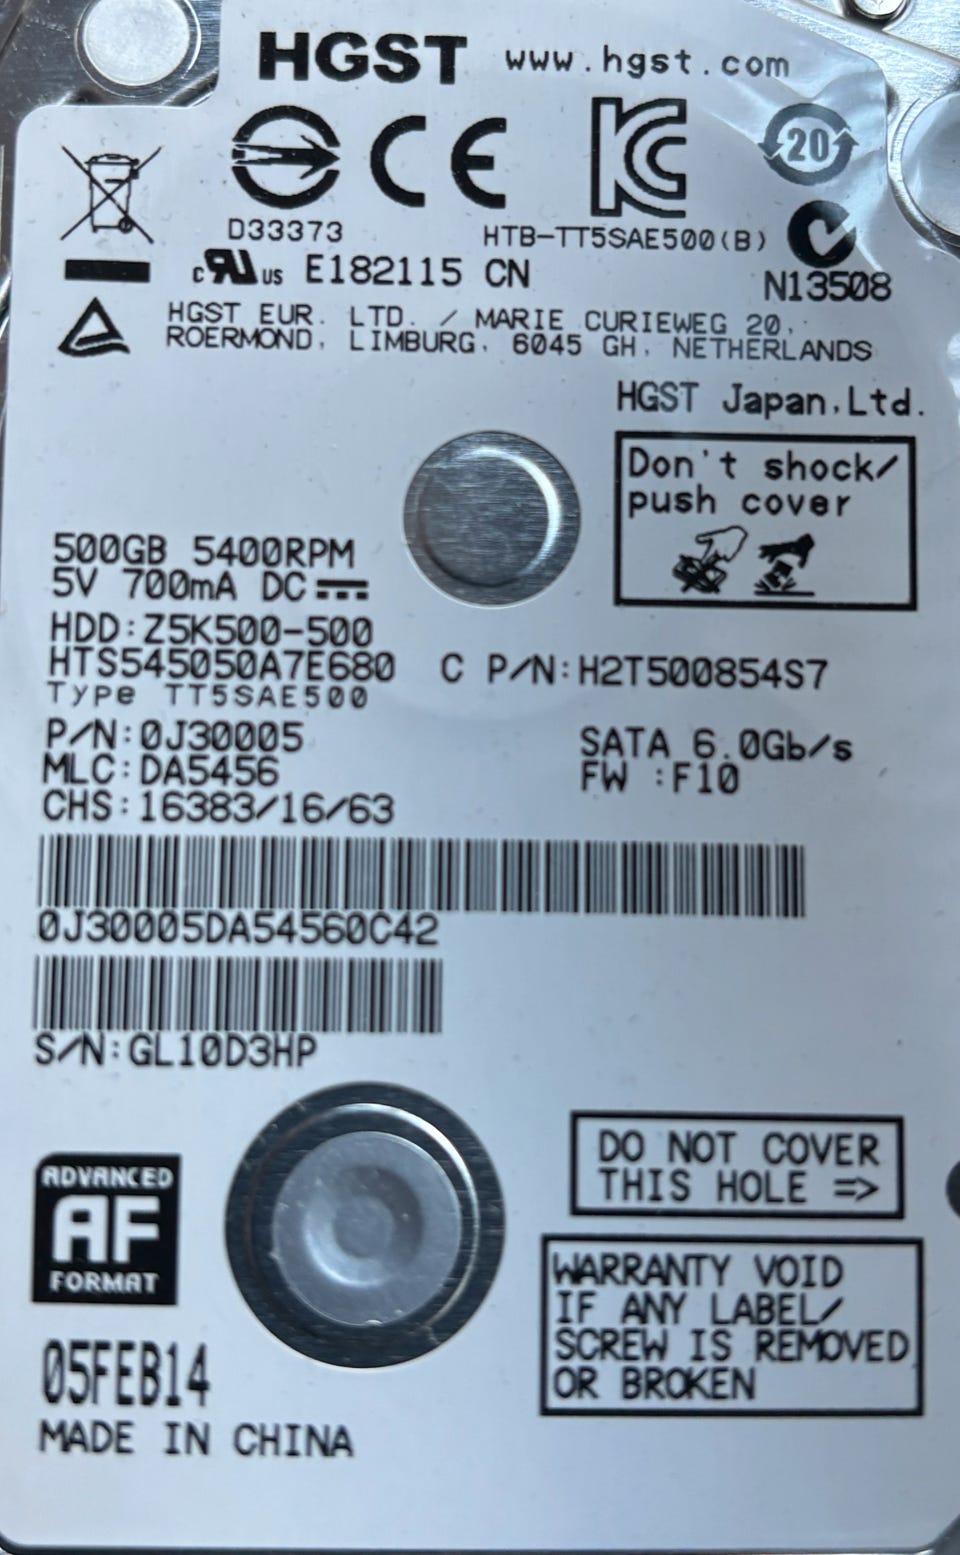 HGST www.hgst.com
20
D33373 HTB-TT5SAE500(B)
c RU US E182115 CN N13508
HGST EUR. LTD. / MARIE CURIEWEG 20,
ROERMOND, LIMBURG, 6045 GH, NETHERLANDS
HGST Japan,Ltd.
Don't shock/
push cover
500GB 5400RPM
5V 700mA DC
HDD:Z5K500-500
HTS545050A7E680 C P/N:H2T500854S7
Type TT5SAE500
P/N:0J30005 SATA 6.0Gb/s
MLC:DA5456 FW :F10
CHS:16383/16/63
0J30005DA54560C42
S/N:GL10D3HP
ADVANCED
AF
FORMAT
DO NOT COVER
THIS HOLE =>
WARRANTY VOID
IF ANY LABEL/
SCREW IS REMOVED
OR BROKEN
05FEB14
MADE IN CHINA